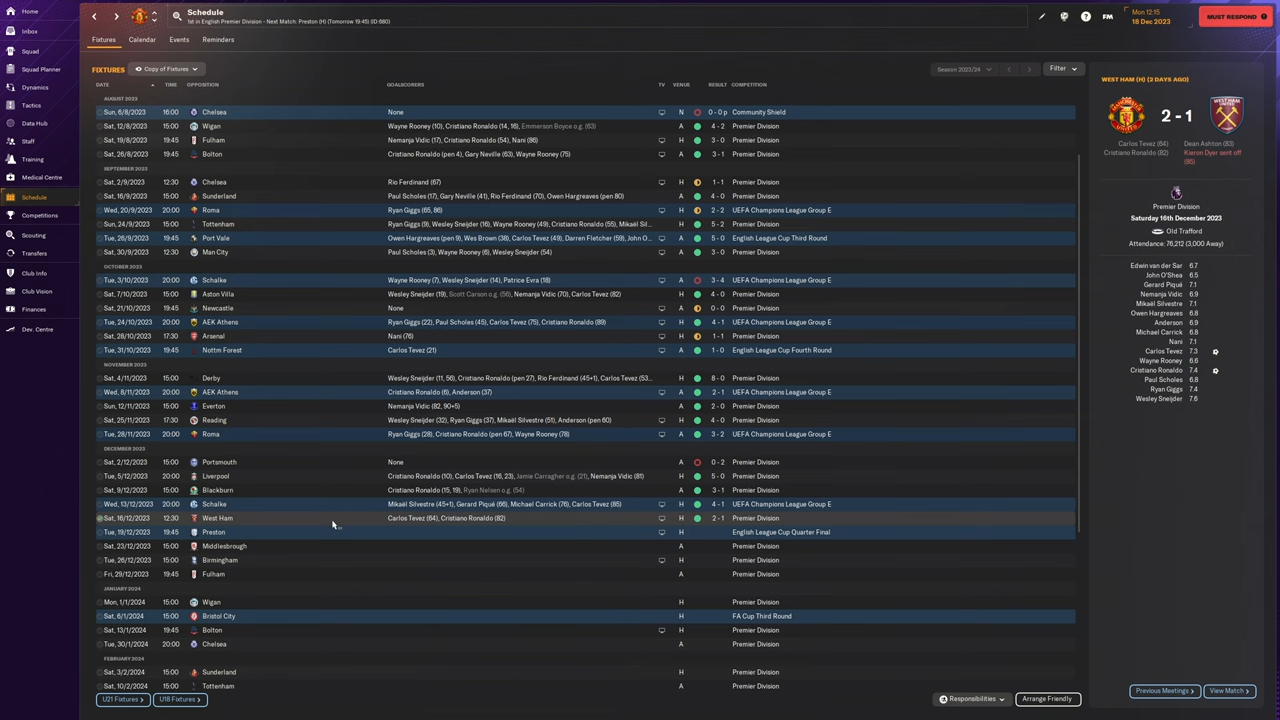 Home
Inbox
Squad
Squad Planner
Dynamics
Tactics
Data Hub
Staff
Training
Medical Centre
Schedule
Competitions
Scouting
Transfers
Club Info
Club Vision
Finances
Dev. Centre
Schedule
1st in English Premier Division - Next Match: Preston (H) (Tomorrow 19:45) (ID:680)
FM
Mon 12:15
18 Dec 2023
MUST RESPOND
Fixtures Calendar Events Reminders
FIXTURES Copy of Fixtures Season 2023/24 Filter
DATE TIME OPPOSITION GOALSCORERS TV VENUE RESULT COMPETITION
AUGUST 2023
Sun, 6/8/2023 16:00 Chelsea None N 0 - 0 p Community Shield
Sat, 12/8/2023 15:00 Wigan Wayne Rooney (10), Cristiano Ronaldo (14, 16), Emmerson Boyce o.g. (63) A 4 - 2 Premier Division
Sat, 19/8/2023 15:00 Fulham Nemanja Vidic (17), Cristiano Ronaldo (54), Nani (86) H 3 - 0 Premier Division
Sat, 26/8/2023 15:00 Bolton Cristiano Ronaldo (pen 4), Gary Neville (63), Wayne Rooney (75) A 3 - 1 Premier Division
SEPTEMBER 2023
Sat, 2/9/2023 12:30 Chelsea Rio Ferdinand (67) H 1 - 1 Premier Division
Sat, 16/9/2023 15:00 Sunderland Paul Scholes (17), Gary Neville (41), Rio Ferdinand (70), Owen Hargreaves (pen 80) A 4 - 0 Premier Division
Wed, 20/9/2023 20:00 Roma Ryan Giggs (65, 86) H 2 - 2 UEFA Champions League Group E
Sun, 24/9/2023 15:00 Tottenham Ryan Giggs (9), Wesley Sneijder (16), Wayne Rooney (49), Cristiano Ronaldo (55), Mikaël Sil... H 5 - 2 Premier Division
Tue, 26/9/2023 19:45 Port Vale Owen Hargreaves (pen 9), Wes Brown (38), Carlos Tevez (49), Darren Fletcher (59), John O... H 5 - 0 English League Cup Third Round
Sat, 30/9/2023 12:30 Man City Paul Scholes (3), Wayne Rooney (6), Wesley Sneijder (54) A 3 - 0 Premier Division
OCTOBER 2023
Tue, 3/10/2023 20:00 Schalke Wayne Rooney (7), Wesley Sneijder (14), Patrice Evra (18) A 3 - 4 UEFA Champions League Group E
Sat, 7/10/2023 15:00 Aston Villa Wesley Sneijder (19), Scott Carson o.g. (56), Nemanja Vidic (70), Carlos Tevez (82) H 4 - 0 Premier Division
Sat, 21/10/2023 19:45 Newcastle None A 0 - 0 Premier Division
Tue, 24/10/2023 20:00 AEK Athens Ryan Giggs (22), Paul Scholes (45), Carlos Tevez (75), Cristiano Ronaldo (89) H 4 - 1 UEFA Champions League Group E
Sat, 28/10/2023 17:30 Arsenal Nani (76) H 1 - 1 Premier Division
Tue, 31/10/2023 19:45 Nottm Forest Carlos Tevez (21) A 1 - 0 English League Cup Fourth Round
NOVEMBER 2023
Sat, 4/11/2023 15:00 Derby Wesley Sneijder (11, 56), Cristiano Ronaldo (pen 27), Rio Ferdinand (45+1), Carlos Tevez (53... H 8 - 0 Premier Division
Wed, 8/11/2023 20:00 AEK Athens Cristiano Ronaldo (6), Anderson (37) A 2 - 1 UEFA Champions League Group E
Sun, 12/11/2023 15:00 Everton Nemanja Vidic (82, 90+5) A 2 - 0 Premier Division
Sat, 25/11/2023 17:30 Reading Wesley Sneijder (32), Ryan Giggs (37), Mikaël Silvestre (51), Anderson (pen 60) H 4 - 0 Premier Division
Tue, 28/11/2023 20:00 Roma Ryan Giggs (28), Cristiano Ronaldo (pen 67), Wayne Rooney (78) A 3 - 2 UEFA Champions League Group E
DECEMBER 2023
Sat, 2/12/2023 15:00 Portsmouth None A 0 - 2 Premier Division
Tue, 5/12/2023 20:00 Liverpool Cristiano Ronaldo (10), Carlos Tevez (16, 23), Jamie Carragher o.g. (21), Nemanja Vidic (81) H 5 - 0 Premier Division
Sat, 9/12/2023 15:00 Blackburn Cristiano Ronaldo (15, 19), Ryan Nelsen o.g. (54) A 3 - 1 Premier Division
Wed, 13/12/2023 20:00 Schalke Mikaël Silvestre (45+1), Gerard Piqué (66), Michael Carrick (76), Carlos Tevez (85) H 4 - 1 UEFA Champions League Group E
Sat, 16/12/2023 12:30 West Ham Carlos Tevez (64), Cristiano Ronaldo (82) H 2 - 1 Premier Division
Tue, 19/12/2023 19:45 Preston H English League Cup Quarter Final
Sat, 23/12/2023 15:00 Middlesbrough A Premier Division
Tue, 26/12/2023 15:00 Birmingham H Premier Division
Fri, 29/12/2023 19:45 Fulham A Premier Division
JANUARY 2024
Mon, 1/1/2024 15:00 Wigan H Premier Division
Sat, 6/1/2024 15:00 Bristol City H FA Cup Third Round
Sat, 13/1/2024 19:45 Bolton H Premier Division
Tue, 30/1/2024 20:00 Chelsea A Premier Division
FEBRUARY 2024
Sat, 3/2/2024 15:00 Sunderland H Premier Division
Sat, 10/2/2024 15:00 Tottenham A Premier Division
U21 Fixtures U18 Fixtures Responsibilities Arrange Friendly
WEST HAM (H) (2 DAYS AGO)
2 - 1
Carlos Tevez (64) Dean Ashton (83)
Cristiano Ronaldo (82) Kieron Dyer sent off (85)
Premier Division
Saturday 16th December 2023
Old Trafford
Attendance: 76,212 (3,000 Away)
Edwin van der Sar 6.7
John O'Shea 6.5
Gerard Piqué 7.1
Nemanja Vidic 6.9
Mikaël Silvestre 7.1
Owen Hargreaves 6.8
Anderson 6.9
Michael Carrick 6.8
Nani 7.1
Carlos Tevez 7.3
Wayne Rooney 6.6
Cristiano Ronaldo 7.4
Paul Scholes 6.8
Ryan Giggs 7.4
Wesley Sneijder 7.6
Previous Meetings View Match